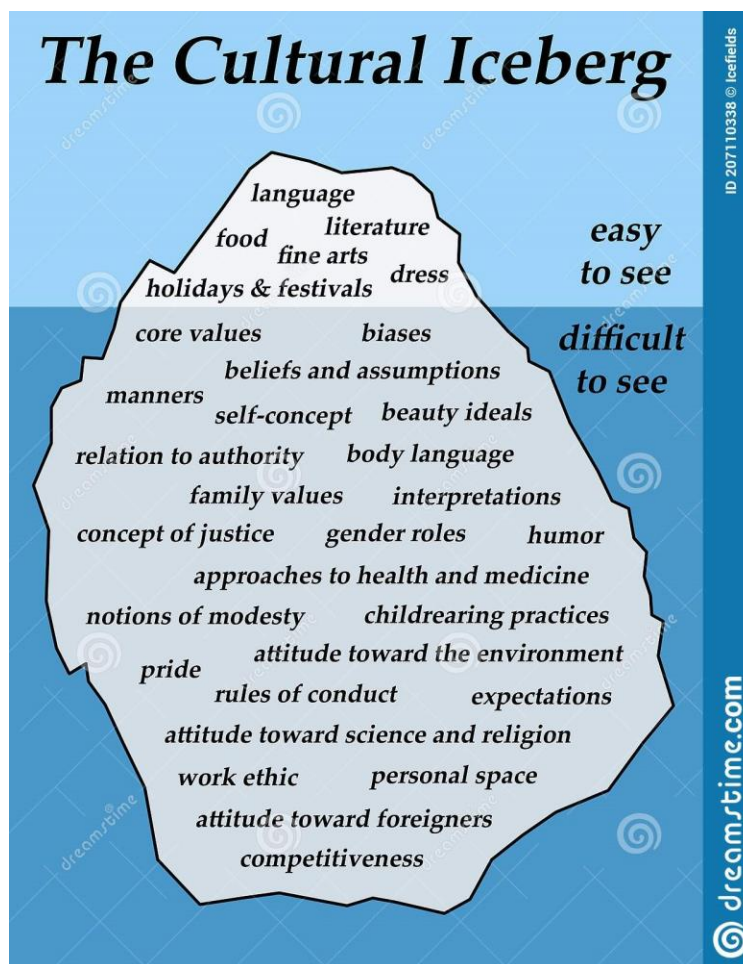 The Cultural Iceberg
language
literature
food
fine arts
dress
holidays & festivals
easy
to see
difficult
to see
core values
biases
beliefs and assumptions
manners
self-concept
beauty ideals
relation to authority
body language
family values
interpretations
concept of justice
gender roles
humor
approaches to health and medicine
notions of modesty
childrearing practices
attitude toward the environment
pride
rules of conduct
expectations
attitude toward science and religion
work ethic
personal space
attitude toward foreigners
competitiveness
dreamstime
dreamstime
dreamstime
dreamstime
ID 207110338 © Icefields
dreamstime.com